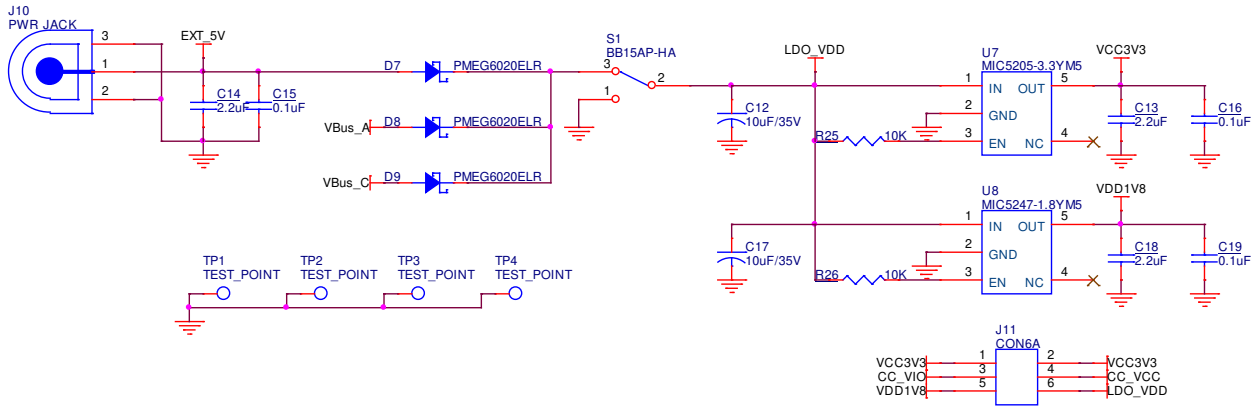 J10
PWR JACK
3
1
2
EXT_5V
C14
2.2uF
C15
0.1uF
D7
PMEG6020ELR
VBus_A
D8
PMEG6020ELR
VBus_C
D9
PMEG6020ELR
S1
BB15AP-HA
3
2
1
LDO_VDD
C12
10uF/35V
R25
10K
U7
MIC5205-3.3YM5
1
IN
OUT
5
2
GND
3
EN
NC
4
VCC3V3
C13
2.2uF
C16
0.1uF
C17
10uF/35V
R26
10K
U8
MIC5247-1.8YM5
1
IN
OUT
5
2
GND
3
EN
NC
4
VDD1V8
C18
2.2uF
C19
0.1uF
TP1
TEST_POINT
TP2
TEST_POINT
TP3
TEST_POINT
TP4
TEST_POINT
J11
CON6A
VCC3V3
1
2
VCC3V3
CC_VIO
3
4
CC_VCC
VDD1V8
5
6
LDO_VDD